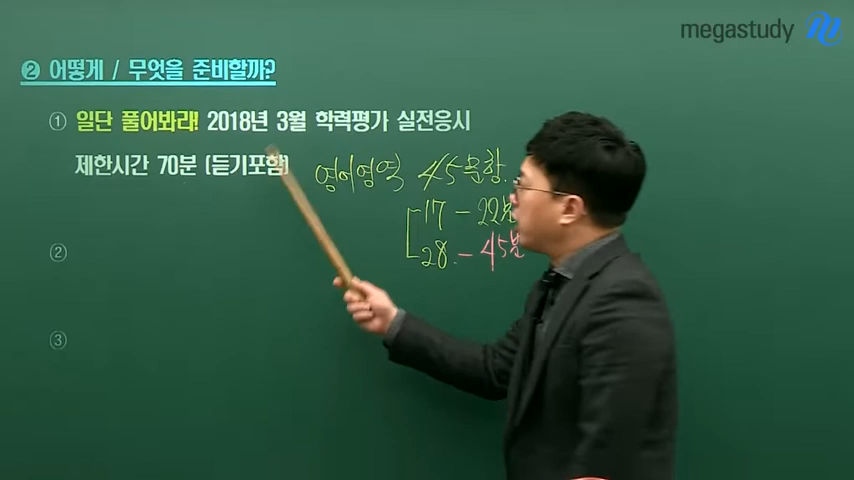 megastudy
❷ 어떻게 / 무엇을 준비할까?
① 일단 풀어봐라! 2018년 3월 학력평가 실전응시
제한시간 70분 (듣기포함)
영어영역 45문항.
17 - 22분
28. - 45분
②
③